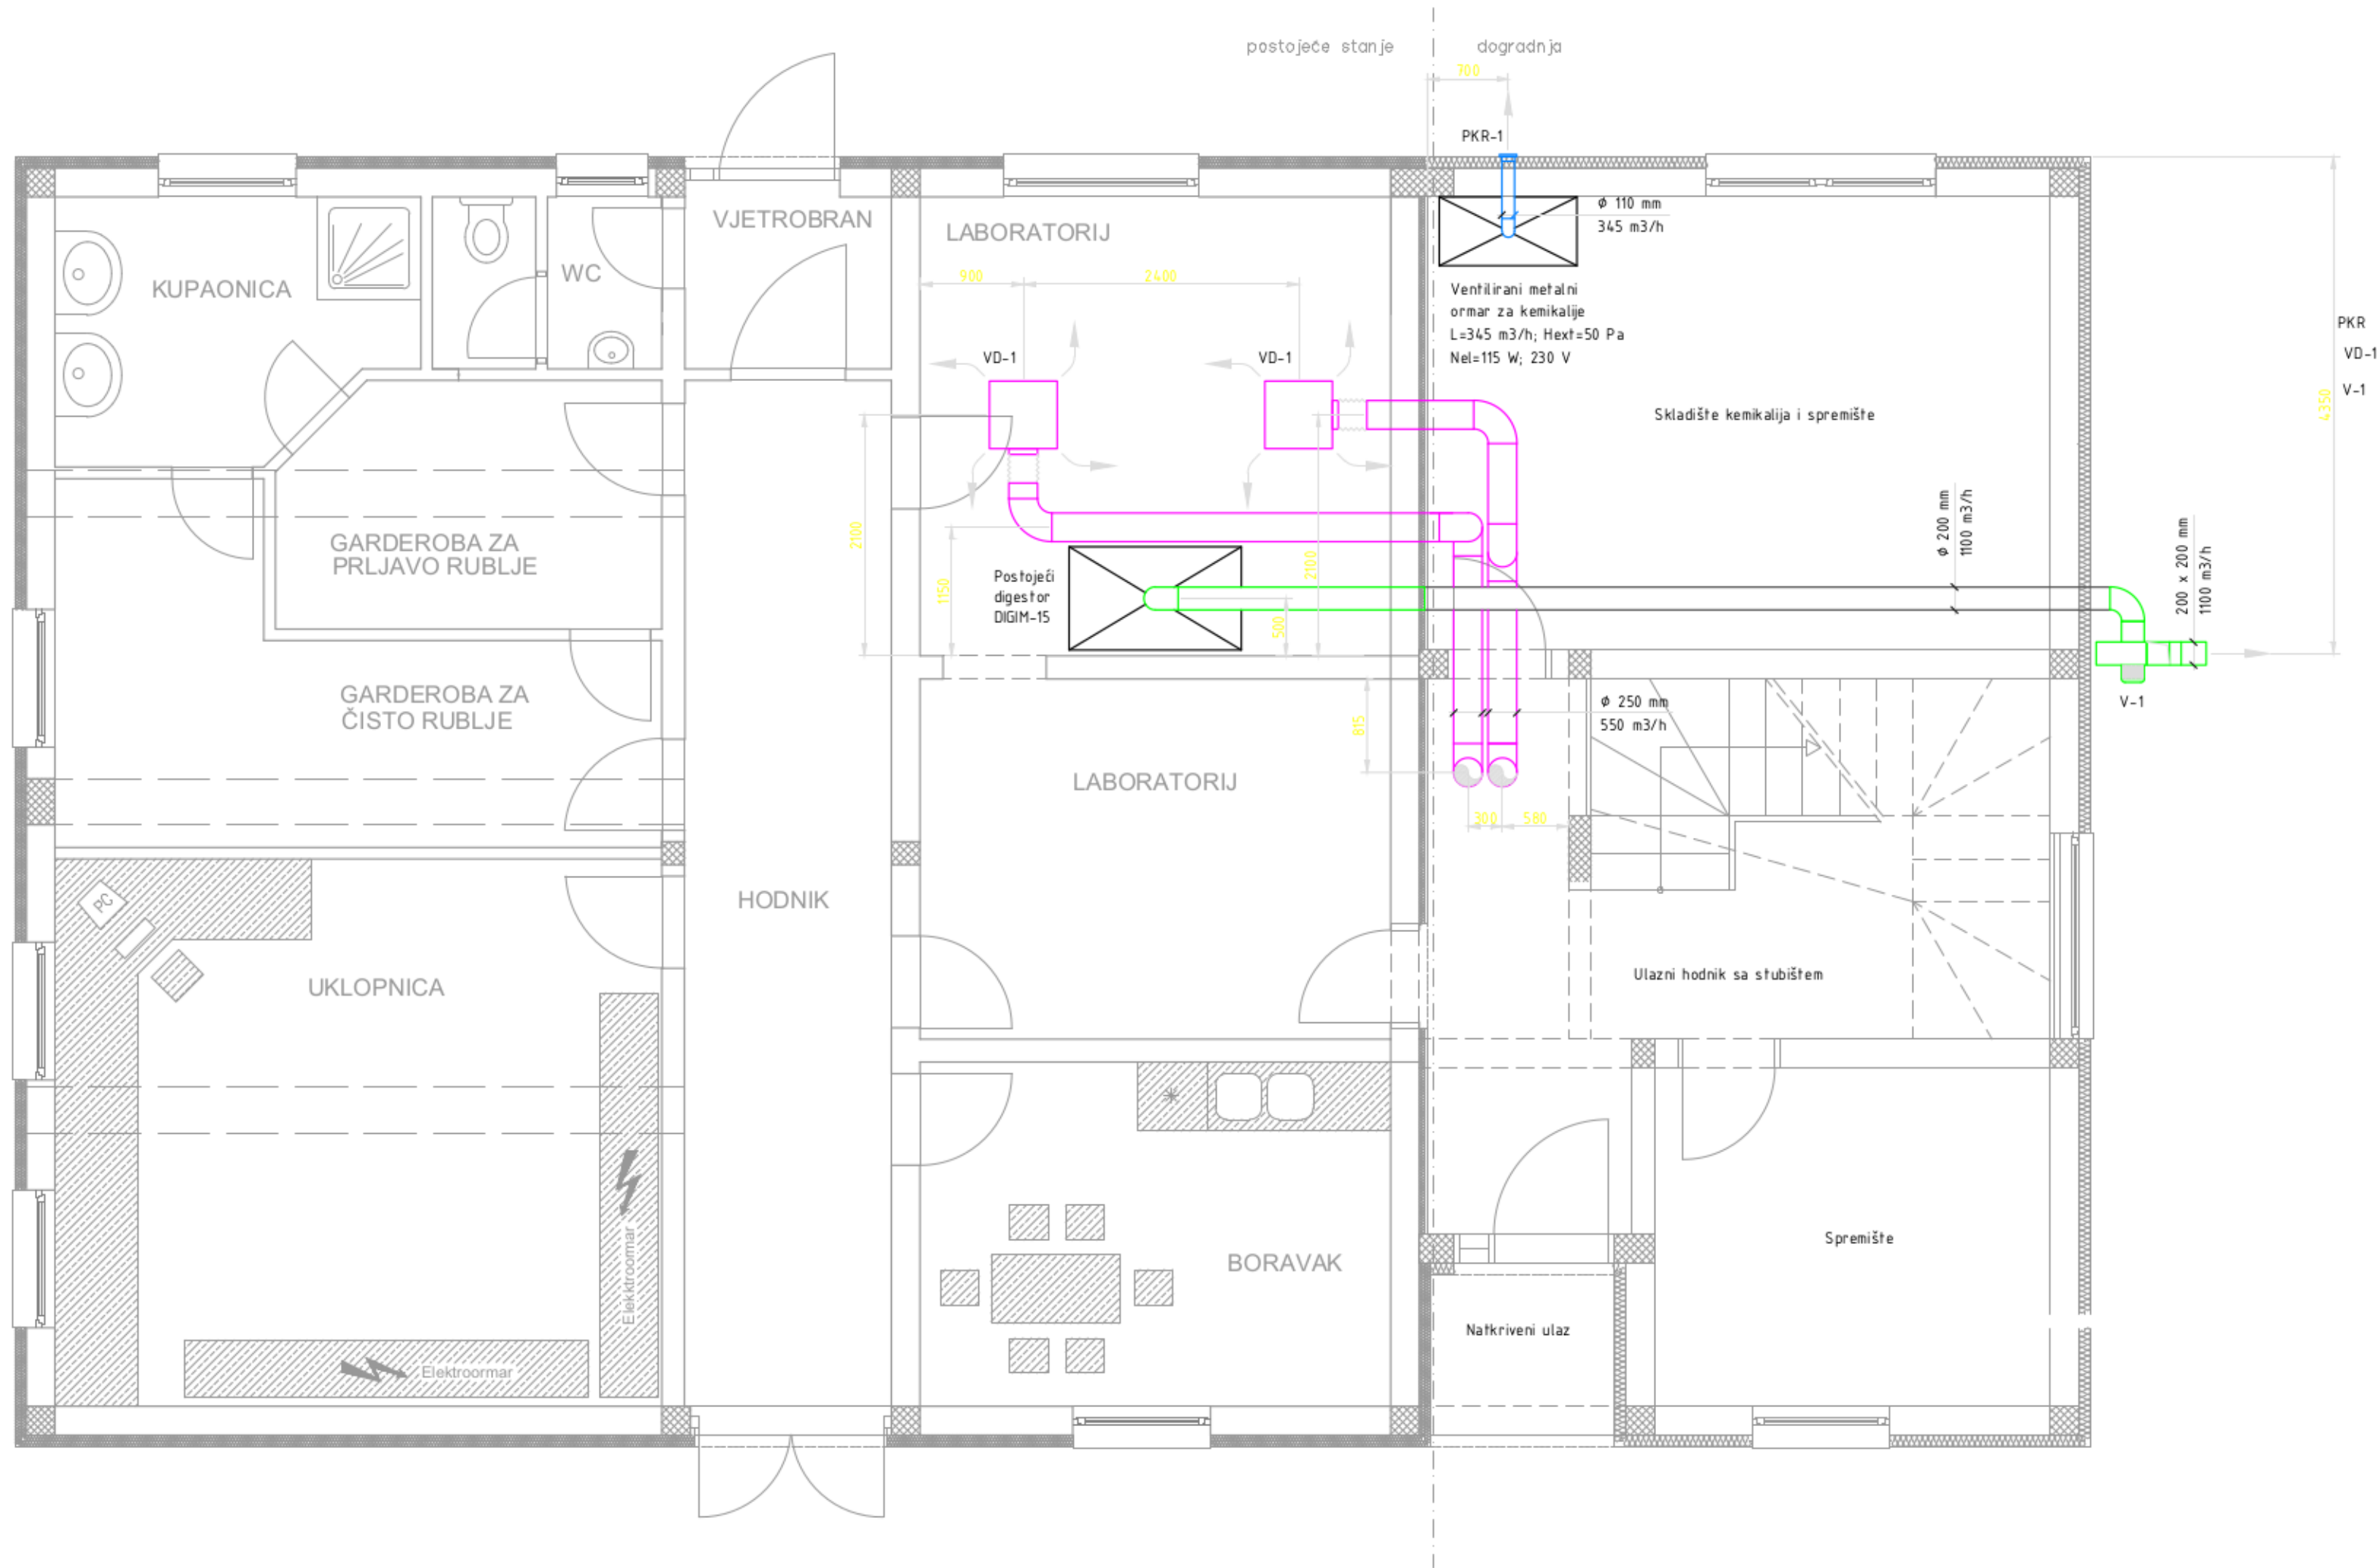 postojeće stanje
dogradnja
700
PKR-1
VJETROBRAN
LABORATORIJ
ϕ 110 mm
345 m3/h
KUPAONICA
WC
900
2400
Ventilirani metalni
ormar za kemikalije
L=345 m3/h; Hext=50 Pa
Nel=115 W; 230 V
PKR
VD-1
V-1
4350
VD-1
VD-1
Skladište kemikalija i spremište
2100
1150
2100
500
GARDEROBA ZA
PRLJAVO RUBLJE
Postojeći
digestor
DIGIM-15
ϕ 200 mm
1100 m3/h
200 x 200 mm
1100 m3/h
V-1
GARDEROBA ZA
ČISTO RUBLJE
815
ϕ 250 mm
550 m3/h
LABORATORIJ
300
580
PC
HODNIK
UKLOPNICA
Ulazni hodnik sa stubištem
Elekktroormar
BORAVAK
Spremište
Natkriveni ulaz
Elektroormar